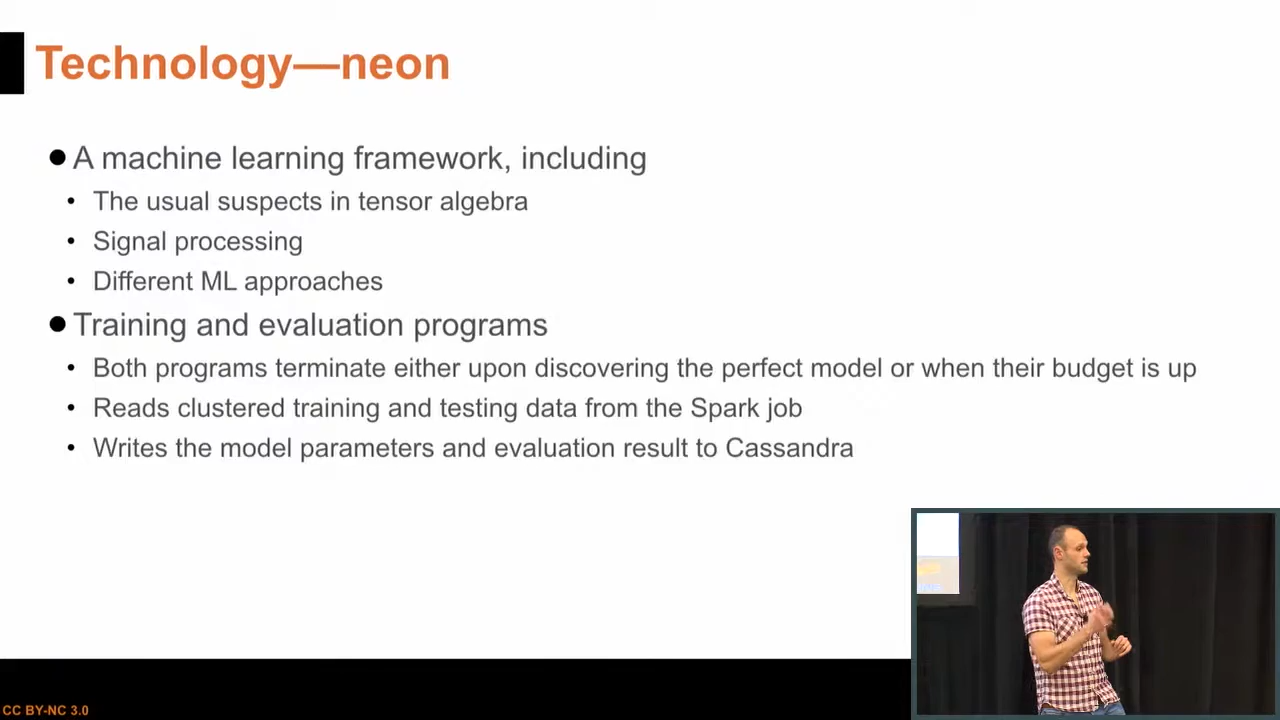 Technology—neon
● A machine learning framework, including
• The usual suspects in tensor algebra
• Signal processing
• Different ML approaches
● Training and evaluation programs
• Both programs terminate either upon discovering the perfect model or when their budget is up
• Reads clustered training and testing data from the Spark job
• Writes the model parameters and evaluation result to Cassandra
CC BY-NC 3.0